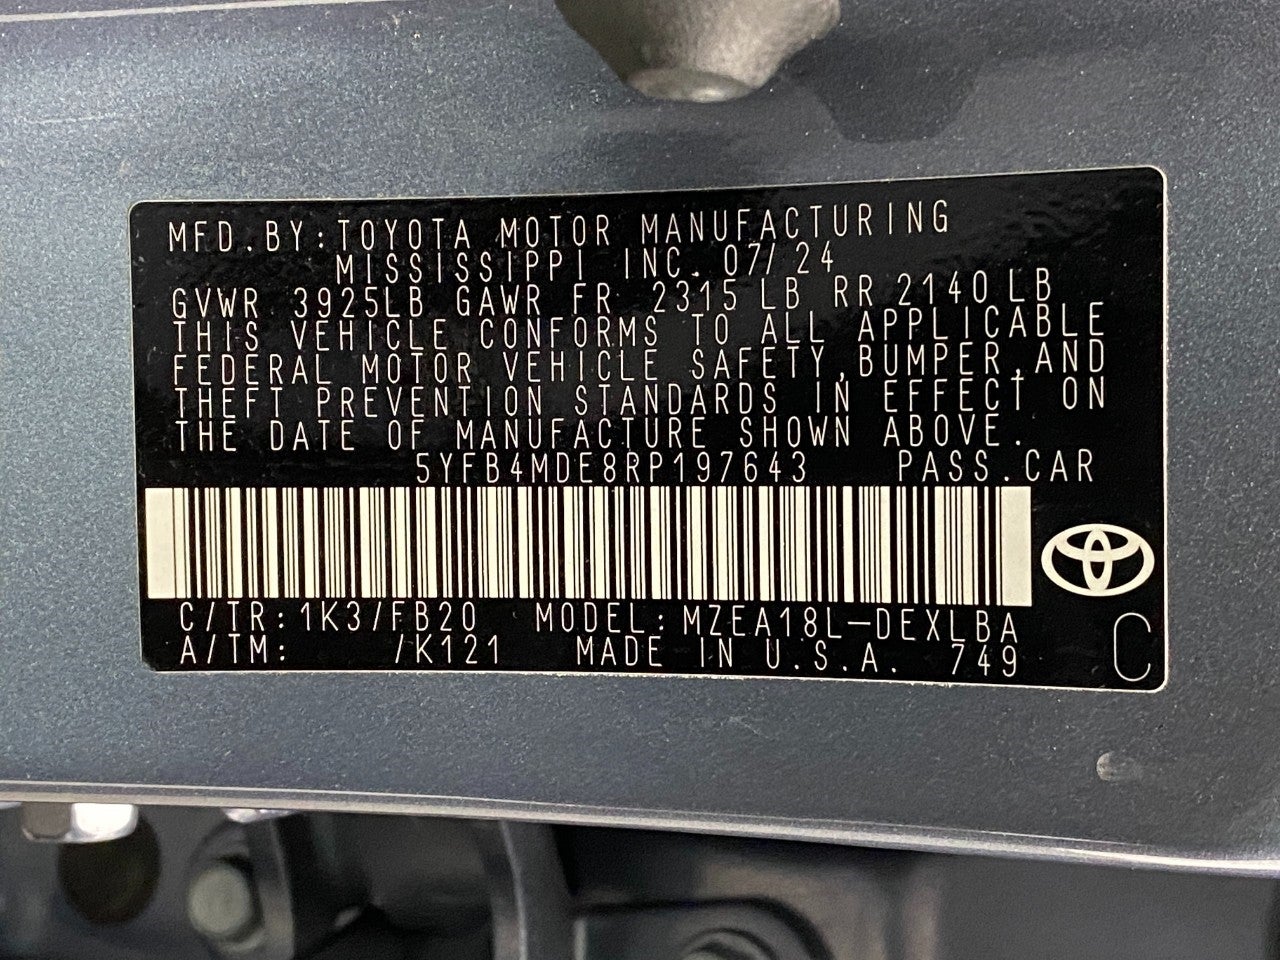 MFD.BY:TOYOTA MOTOR MANUFACTURING
MISSISSIPPI INC. 07/24
GVWR 3925LB GAWR FR 2315 LB RR 2140 LB
THIS VEHICLE CONFORMS TO ALL APPLICABLE
FEDERAL MOTOR VEHICLE SAFETY, BUMPER, AND
THEFT PREVENTION STANDARDS IN EFFECT ON
THE DATE OF MANUFACTURE SHOWN ABOVE.
5YFB4MDE8RP197643 PASS.CAR
C/TR:1K3/FB20 MODEL:MZEA18L-DEXLBA
A/TM: /K121 MADE IN U.S.A. 749
C